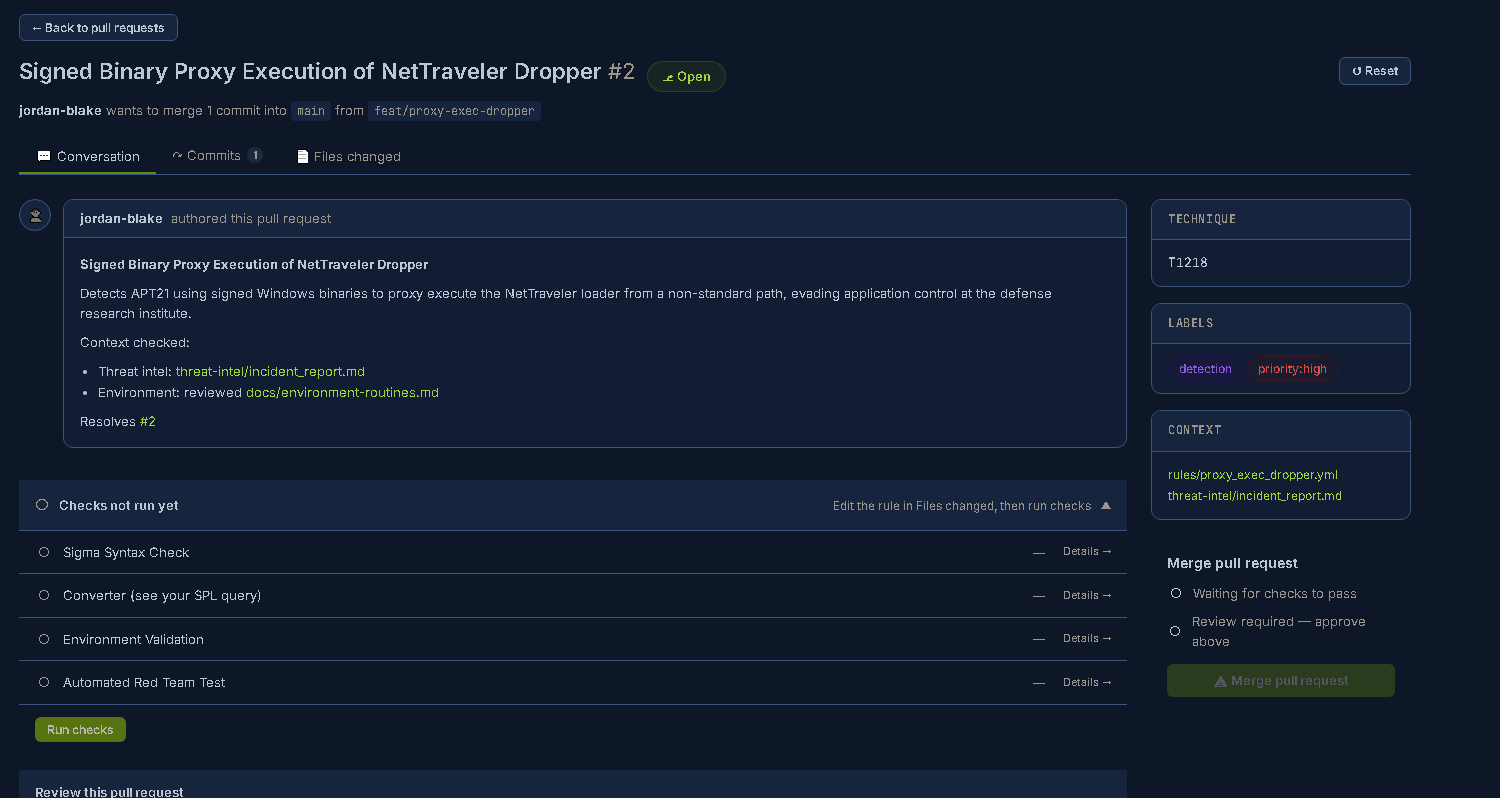 ← Back to pull requests
Signed Binary Proxy Execution of NetTraveler Dropper #2
Open
↺ Reset
jordan-blake wants to merge 1 commit into main from feat/proxy-exec-dropper
Conversation
Commits 1
Files changed
jordan-blake authored this pull request
Signed Binary Proxy Execution of NetTraveler Dropper
Detects APT21 using signed Windows binaries to proxy execute the NetTraveler loader from a non-standard path, evading application control at the defense
research institute.
Context checked:
• Threat intel: threat-intel/incident_report.md
• Environment: reviewed docs/environment-routines.md
Resolves #2
TECHNIQUE
T1218
LABELS
detection priority:high
CONTEXT
rules/proxy_exec_dropper.yml
threat-intel/incident_report.md
Checks not run yet
Edit the rule in Files changed, then run checks ▲
Sigma Syntax Check — Details →
Converter (see your SPL query) — Details →
Environment Validation — Details →
Automated Red Team Test — Details →
Run checks
Merge pull request
Waiting for checks to pass
Review required — approve
above
Merge pull request
Review this pull request